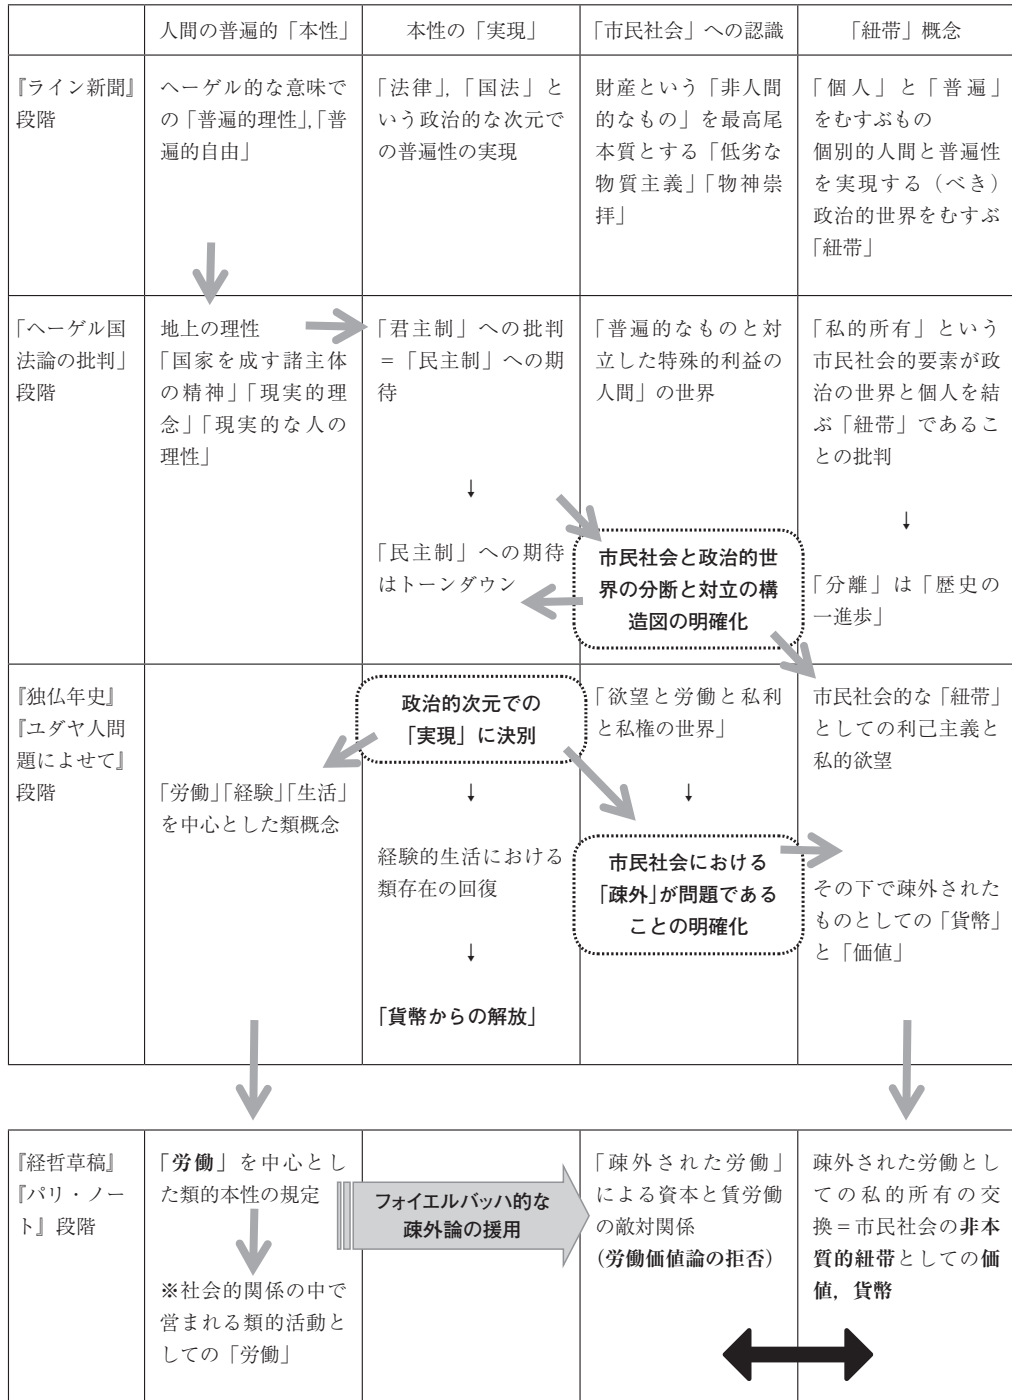 人間の普遍的「本性」
本性の「実現」
「市民社会」への認識
「紐帯」概念
『ライン新聞』
段階
ヘーゲル的な意味で
の「普遍的理性」,「普
遍的自由」
「法律」,「国法」と
いう政治的な次元で
の普遍性の実現
財産という「非人間
的なもの」を最高尾
本質とする「低劣な
物質主義」「物神崇
拝」
「個人」と「普遍」
をむすぶもの
個別的人間と普遍性
を実現する（べき）
政治的世界をむすぶ
「紐帯」
「ヘーゲル国
法論の批判」
段階
地上の理性
「国家を成す諸主体
の精神」「現実的理
念」「現実的な人の
理性」
「君主制」への批判
＝「民主制」への期
待
↓
「民主制」への期待
はトーンダウン
「普遍的なものと対
立した特殊的利益の
人間」の世界
市民社会と政治的世
界の分断と対立の構
造図の明確化
「私的所有」という
市民社会的要素が政
治の世界と個人を結
ぶ「紐帯」であるこ
との批判
↓
「分離」は「歴史の
一進歩」
『独仏年史』
『ユダヤ人問
題によせて』
段階
「労働」「経験」「生活」
を中心とした類概念
政治的次元での
「実現」に決別
↓
経験的生活における
類存在の回復
↓
「貨幣からの解放」
「欲望と労働と私利
と私権の世界」
↓
市民社会における
「疎外」が問題である
ことの明確化
市民社会的な「紐帯」
としての利己主義と
私的欲望
その下で疎外された
ものとしての「貨幣」
と「価値」
『経哲草稿』
『パリ・ノー
ト』段階
「労働」を中心とし
た類的本性の規定
※社会的関係の中で
営まれる類的活動と
しての「労働」
フォイエルバッハ的な
疎外論の援用
「疎外された労働」
による資本と賃労働
の敵対関係
（労働価値論の拒否）
疎外された労働とし
ての私的所有の交
換＝市民社会の非本
質的紐帯としての価
値，貨幣